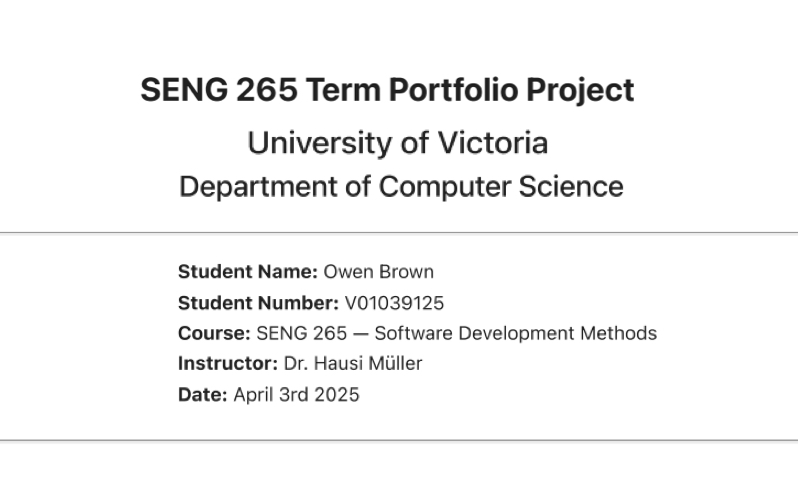 SENG 265 Term Portfolio Project
University of Victoria
Department of Computer Science
Student Name: Owen Brown
Student Number: V01039125
Course: SENG 265 — Software Development Methods
Instructor: Dr. Hausi Müller
Date: April 3rd 2025